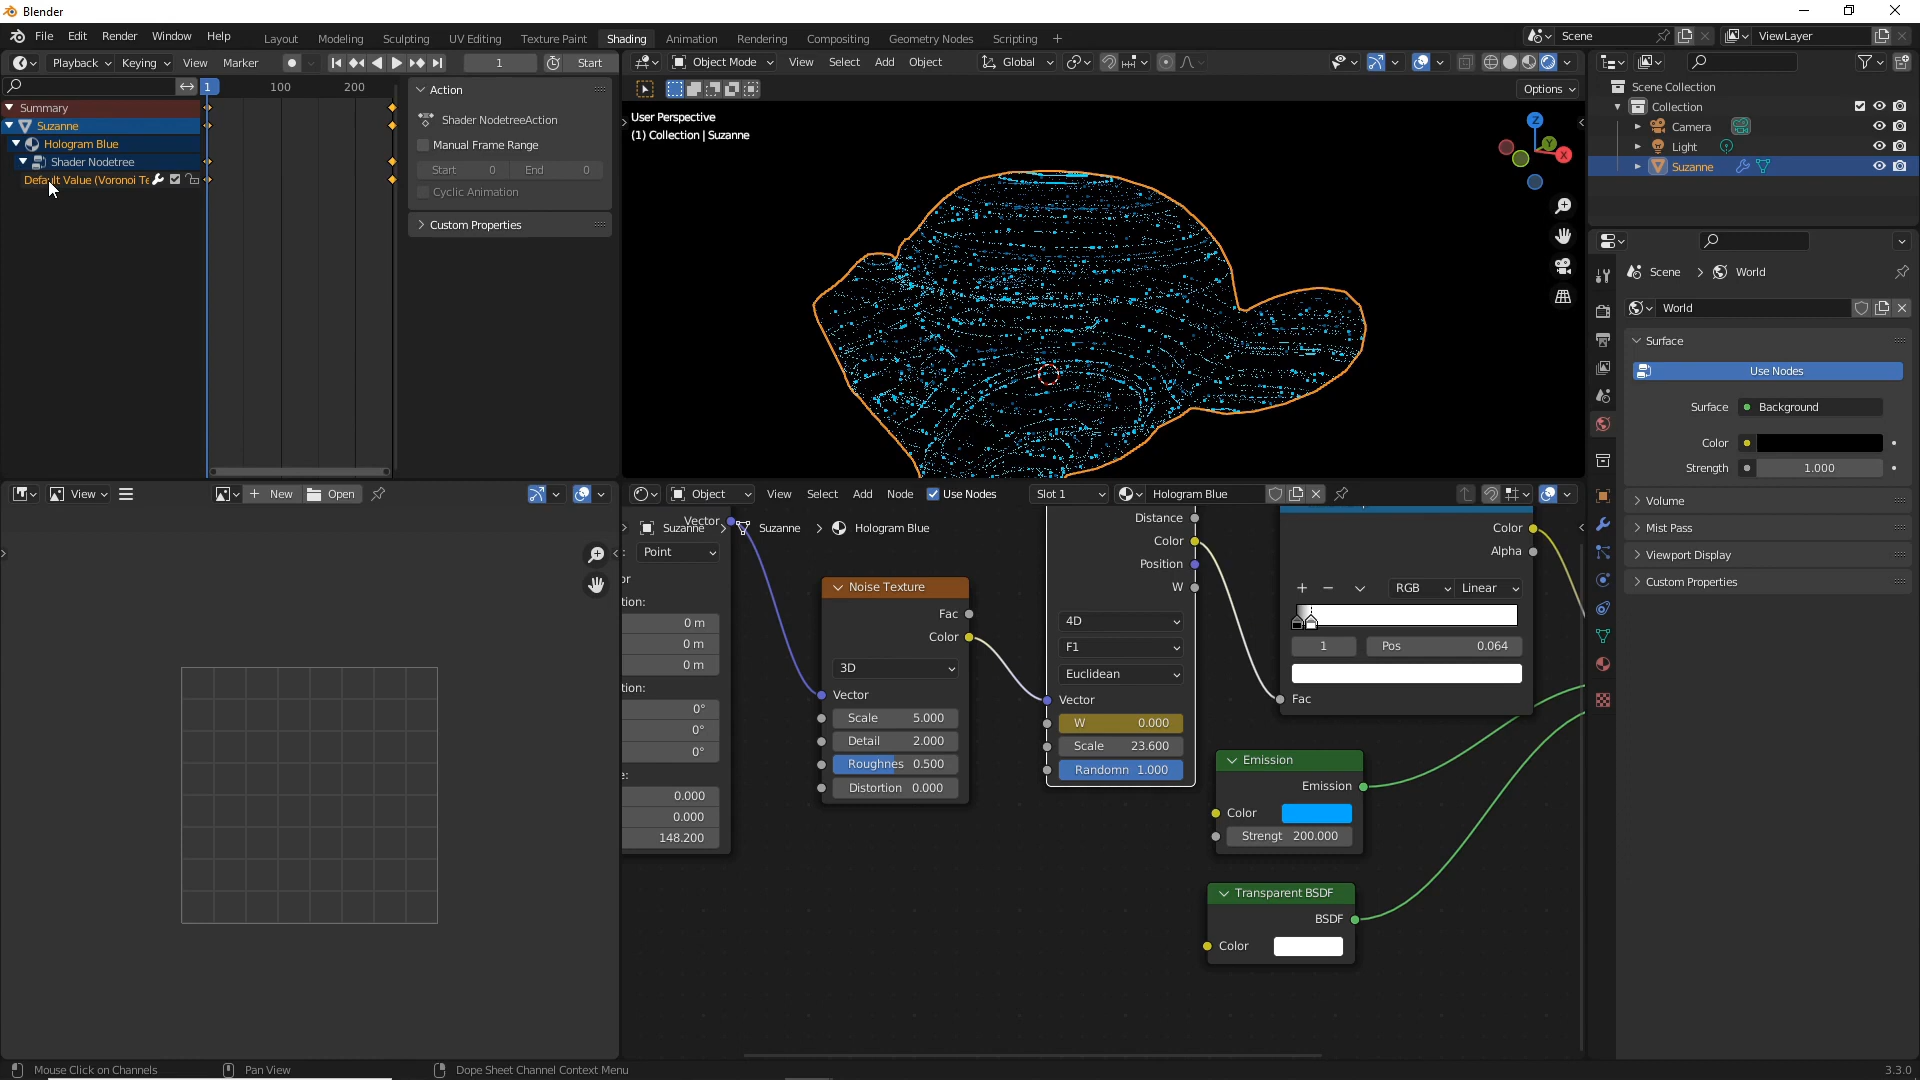 Blender
File Edit Render Window Help
Layout Modeling Sculpting UV Editing Texture Paint Shading Animation Rendering Compositing Geometry Nodes Scripting +
Scene
ViewLayer
Playback Keying View Marker
1
Start
Object Mode View Select Add Object
Global
Options
1 100 200
Summary
Suzanne
Hologram Blue
Shader Nodetree
Default Value (Voronoi Te
Action
Shader NodetreeAction
Manual Frame Range
Start 0 End 0
Cyclic Animation
Custom Properties
User Perspective
(1) Collection | Suzanne
Z
Y
X
Scene Collection
Collection
Camera
Light
Suzanne
Scene > World
World
Surface
Use Nodes
Surface Background
Color
Strength 1.000
Volume
Mist Pass
Viewport Display
Custom Properties
View
New
Open
Object View Select Add Node Use Nodes
Slot 1
Hologram Blue
Suzanne > Suzanne > Hologram Blue
Vector
: Point
or
tion:
0 m
0 m
0 m
tion:
0°
0°
0°
e:
0.000
0.000
148.200
Noise Texture
Fac
Color
3D
Vector
Scale 5.000
Detail 2.000
Roughnes 0.500
Distortion 0.000
Distance
Color
Position
W
4D
F1
Euclidean
Vector
W 0.000
Scale 23.600
Randomn 1.000
Color
Alpha
RGB Linear
1 Pos 0.064
Fac
Emission
Emission
Color
Strengt 200.000
Transparent BSDF
BSDF
Color
Mouse Click on Channels
Pan View
Dope Sheet Channel Context Menu
3.3.0